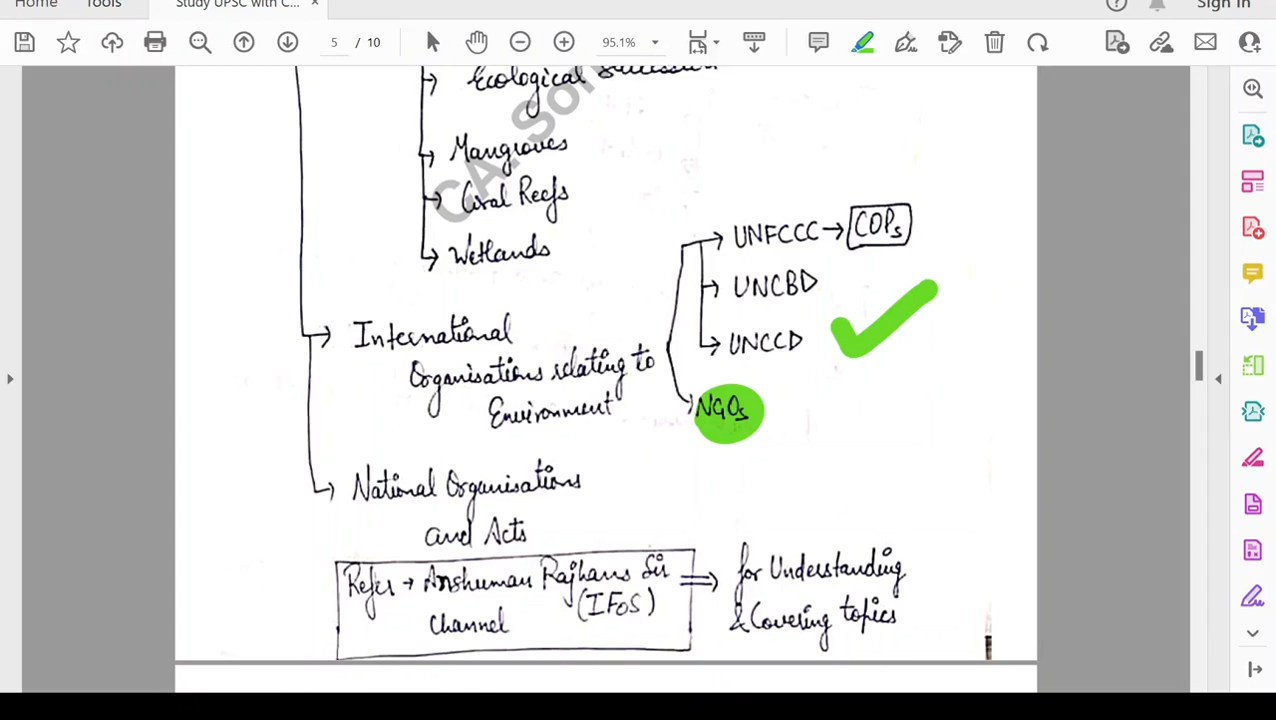 Home Tools Study UPSC with C... × Sign In
5 / 10 95.1%
Ecological Succession
Mangroves
Coral Reefs
Wetlands
UNFCCC → COPs
UNCBD
UNCCD
International
Organisations relating to
Environment
NGOs
National Organisations
and Acts
Refer → Anshuman Rajhans Sir
(IFoS)
Channel
⇒ for Understanding
& Covering topics
CA. Son